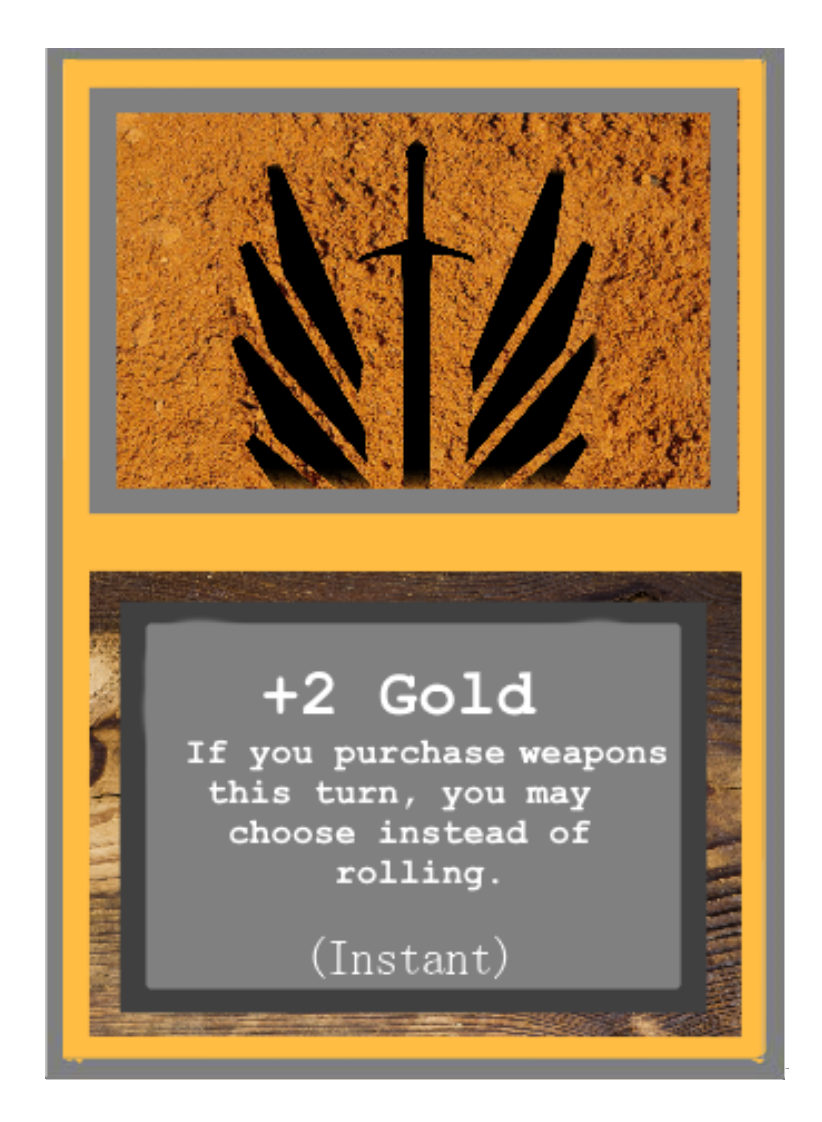 +2 Gold
If you purchase weapons
this turn, you may
choose instead of
rolling.
(Instant)